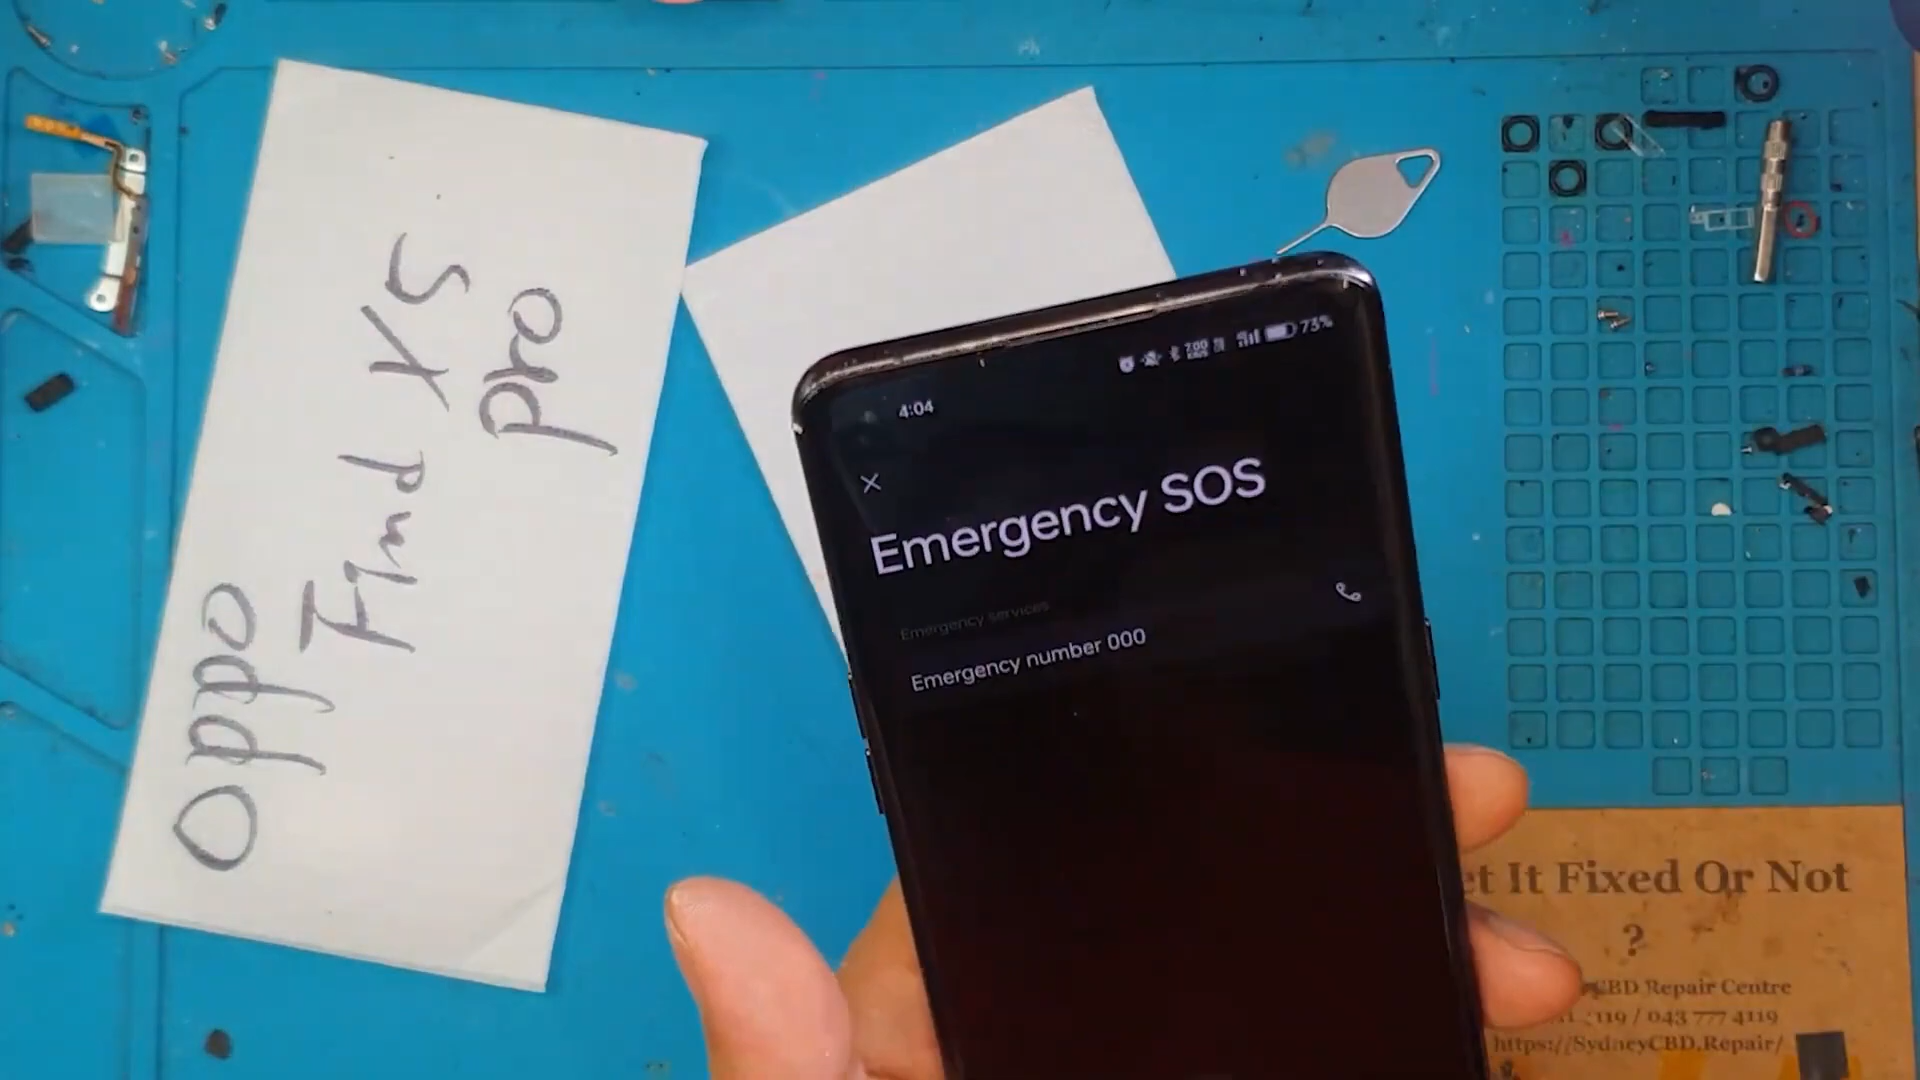 Oppo
Find X5
pro
4:04
73%
Emergency SOS
Emergency services
Emergency number 000
It Fixed Or Not
?
CBD Repair Centre
2119 / 043 777 4119
https://SydneyCBD.Repair/